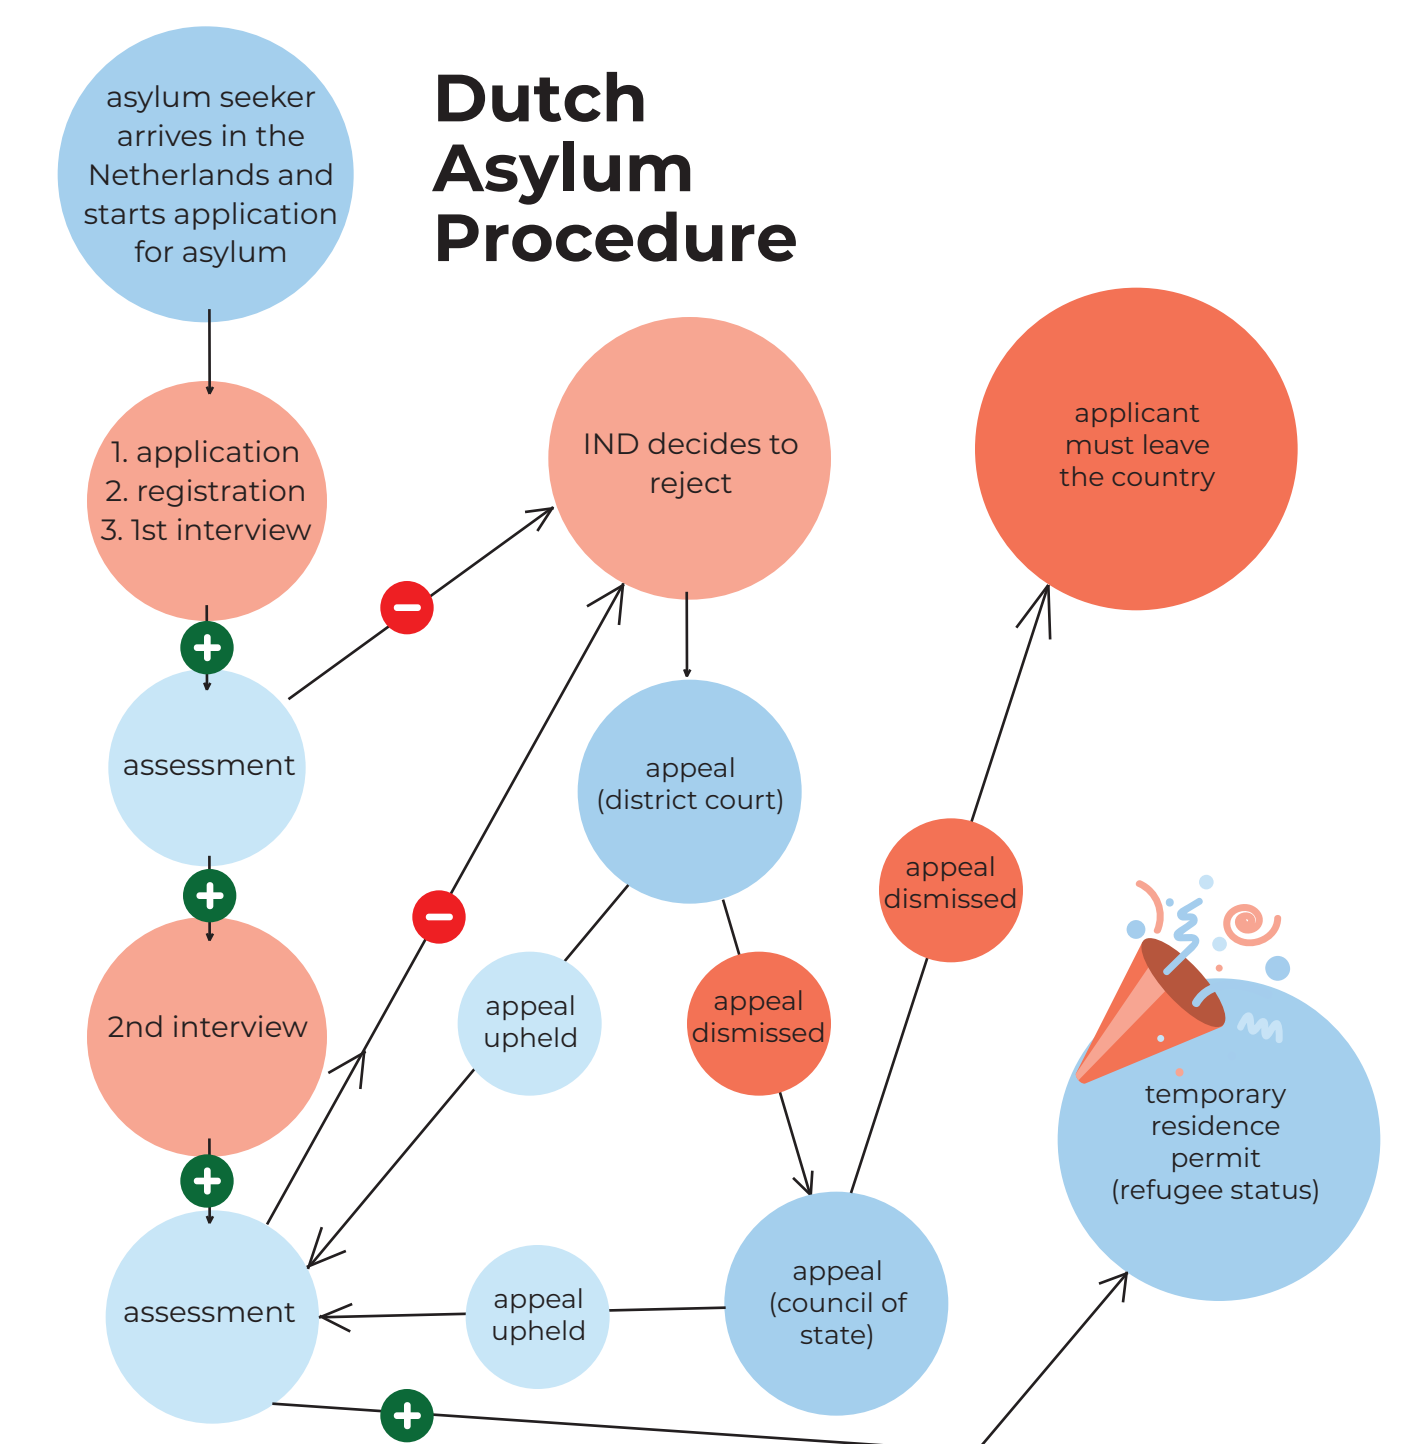 Dutch
Asylum
Procedure
asylum seeker
arrives in the
Netherlands and
starts application
for asylum
1. application
2. registration
3. 1st interview
assessment
2nd interview
assessment
IND decides to
reject
appeal
(district court)
appeal
upheld
appeal
dismissed
appeal
(council of
state)
appeal
upheld
appeal
dismissed
applicant
must leave
the country
temporary
residence
permit
(refugee status)